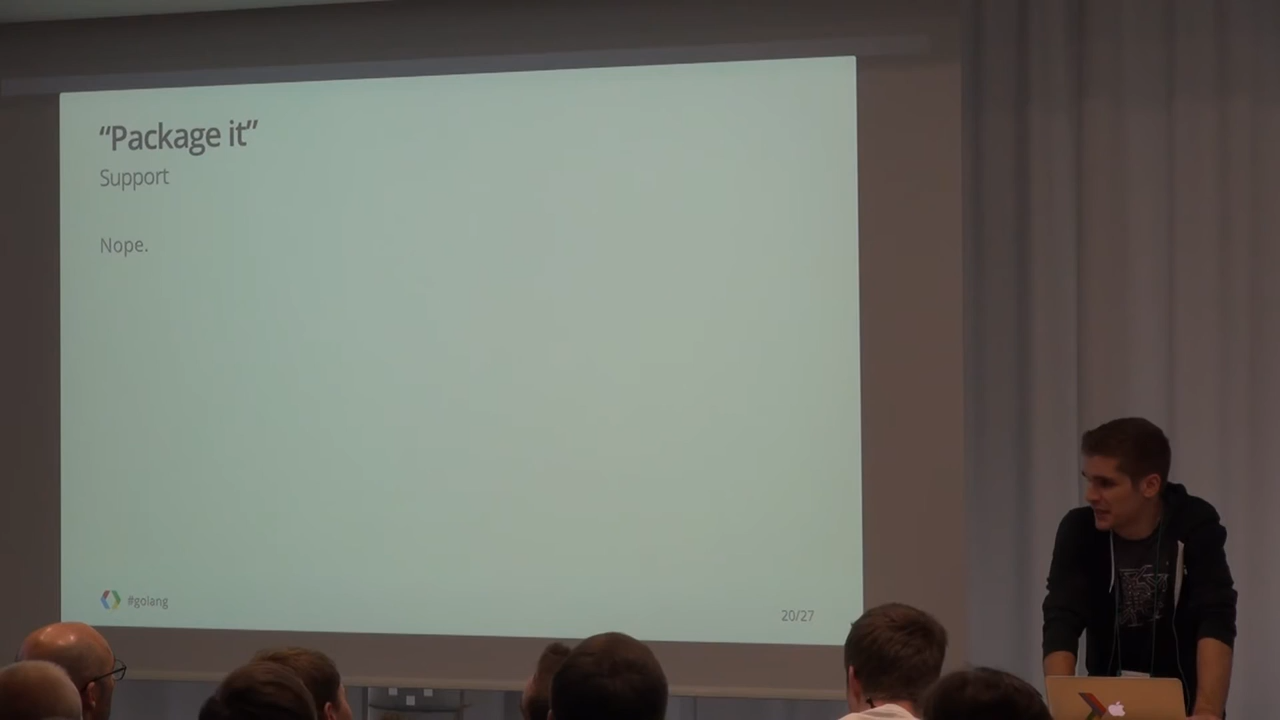 “Package it”
Support
Nope.
#golang
20/27